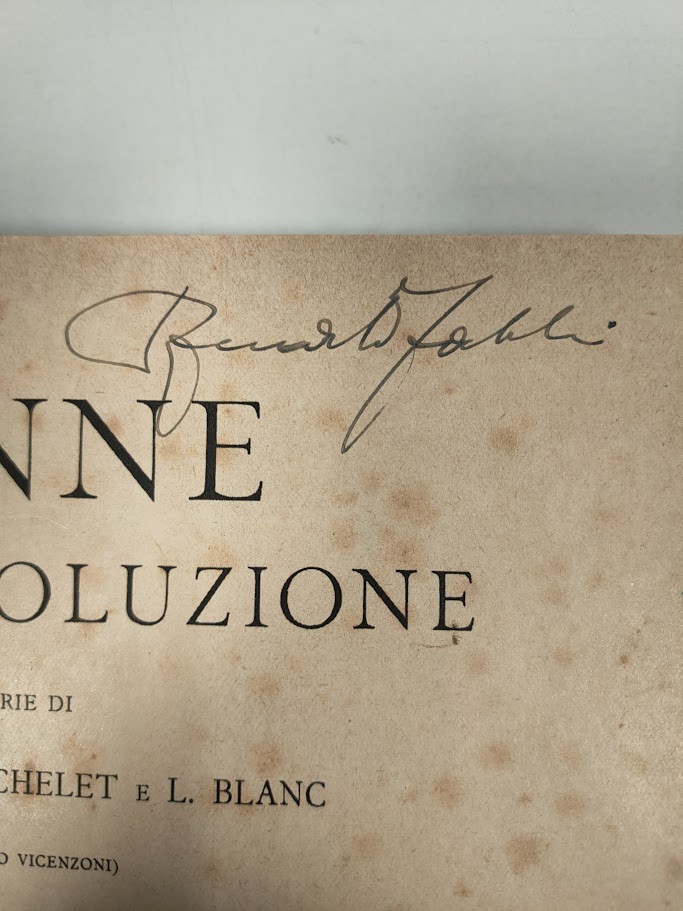 Renato Fabbri
NNE
OLUZIONE
RIE DI
CHELET E L. BLANC
O VICENZONI)